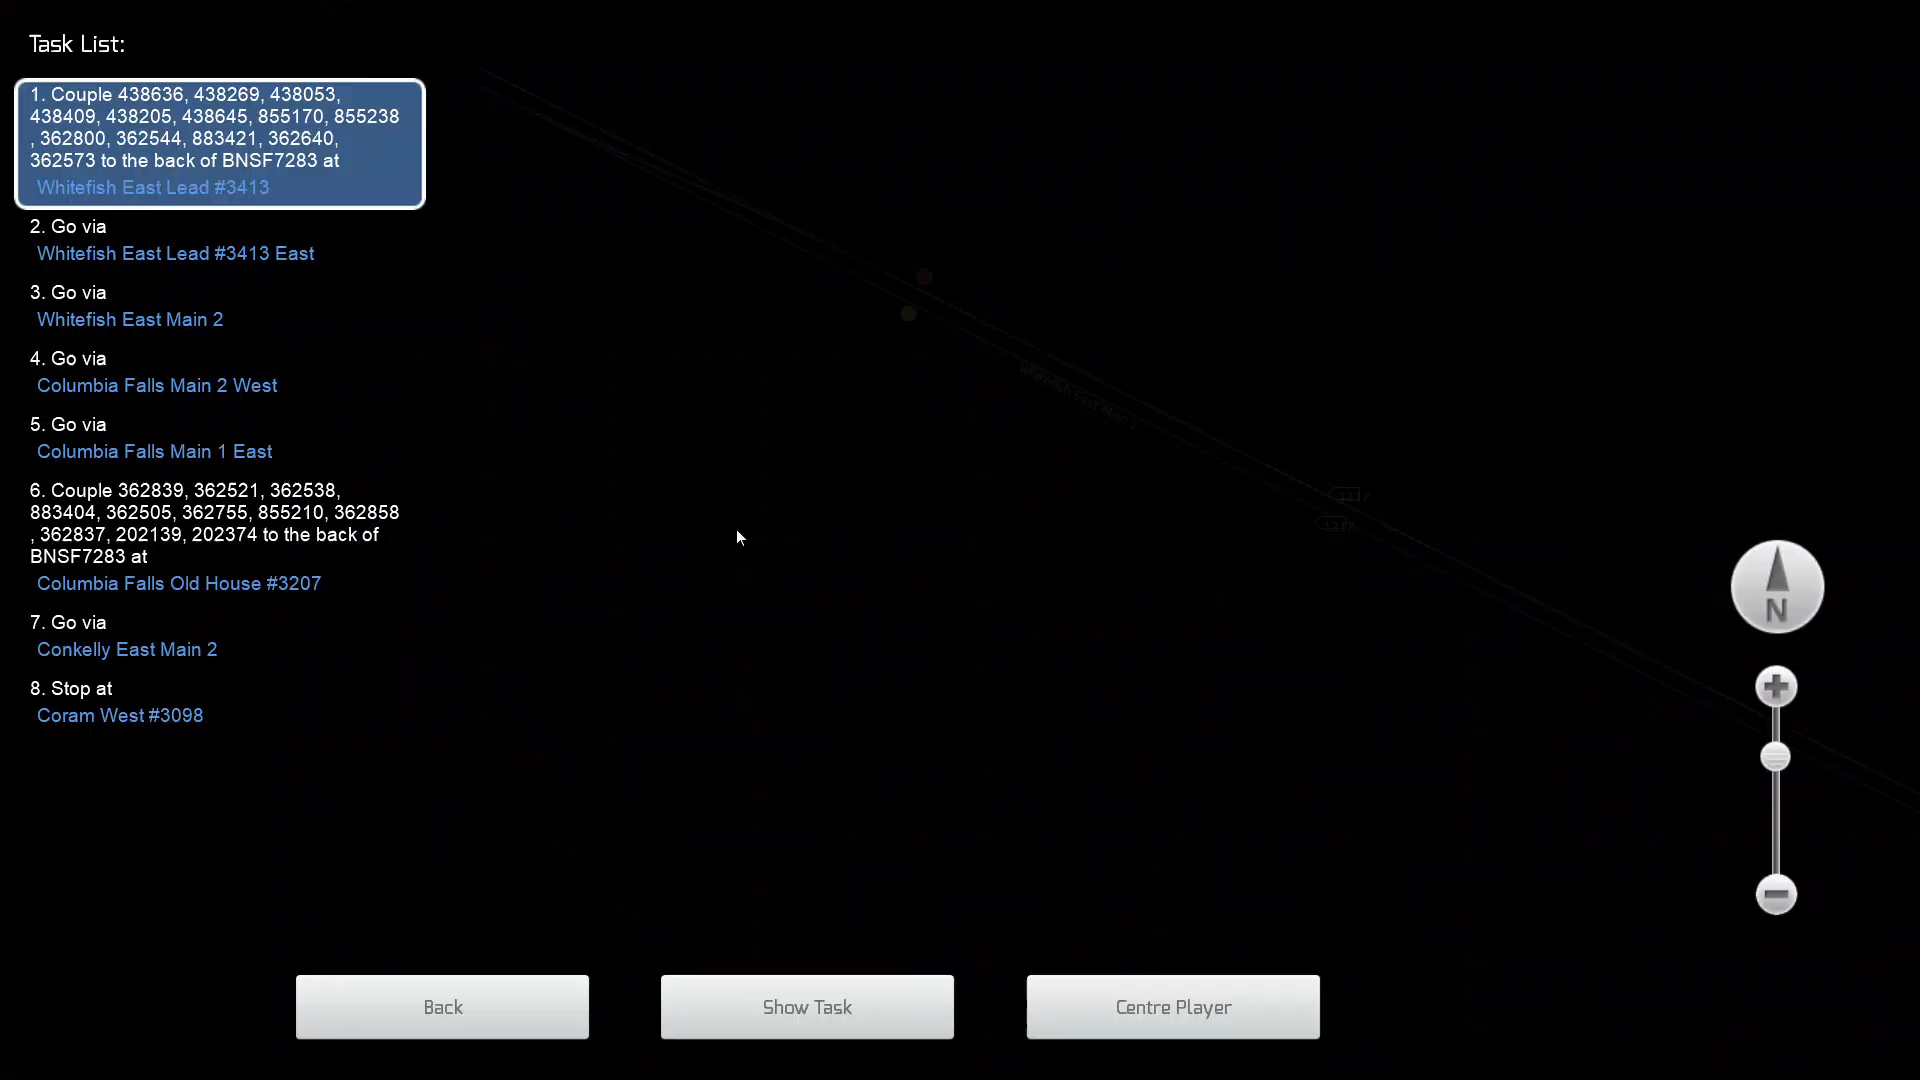 Task List:
1. Couple 438636, 438269, 438053,
438409, 438205, 438645, 855170, 855238
, 362800, 362544, 883421, 362640,
362573 to the back of BNSF7283 at
Whitefish East Lead #3413
2. Go via
Whitefish East Lead #3413 East
3. Go via
Whitefish East Main 2
4. Go via
Columbia Falls Main 2 West
5. Go via
Columbia Falls Main 1 East
6. Couple 362839, 362521, 362538,
883404, 362505, 362755, 855210, 362858
, 362837, 202139, 202374 to the back of
BNSF7283 at
Columbia Falls Old House #3207
7. Go via
Conkelly East Main 2
8. Stop at
Coram West #3098
Whitefish East Main 2
N
Back
Show Task
Centre Player